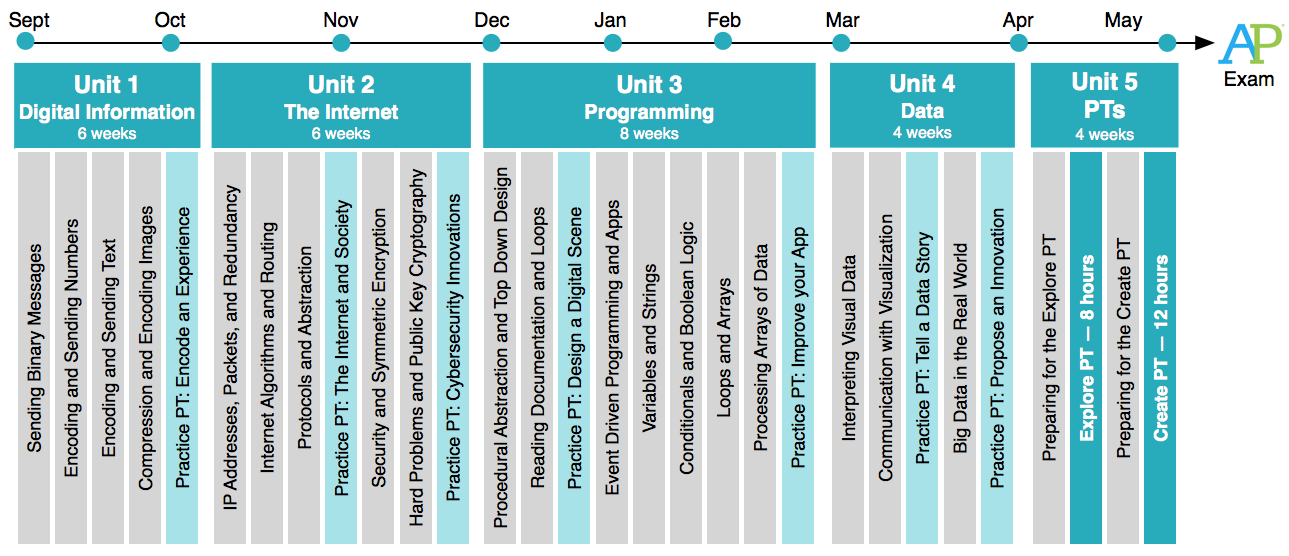 Sept Oct Nov Dec Jan Feb Mar Apr May
AP
Exam
Unit 1
Digital Information
6 weeks
Sending Binary Messages
Encoding and Sending Numbers
Encoding and Sending Text
Compression and Encoding Images
Practice PT: Encode an Experience
Unit 2
The Internet
6 weeks
IP Addresses, Packets, and Redundancy
Internet Algorithms and Routing
Protocols and Abstraction
Practice PT: The Internet and Society
Security and Symmetric Encryption
Hard Problems and Public Key Cryptography
Practice PT: Cybersecurity Innovations
Unit 3
Programming
8 weeks
Procedural Abstraction and Top Down Design
Reading Documentation and Loops
Practice PT: Design a Digital Scene
Event Driven Programming and Apps
Variables and Strings
Conditionals and Boolean Logic
Loops and Arrays
Processing Arrays of Data
Practice PT: Improve your App
Unit 4
Data
4 weeks
Interpreting Visual Data
Communication with Visualization
Practice PT: Tell a Data Story
Big Data in the Real World
Practice PT: Propose an Innovation
Unit 5
PTs
4 weeks
Preparing for the Explore PT
Explore PT — 8 hours
Preparing for the Create PT
Create PT — 12 hours